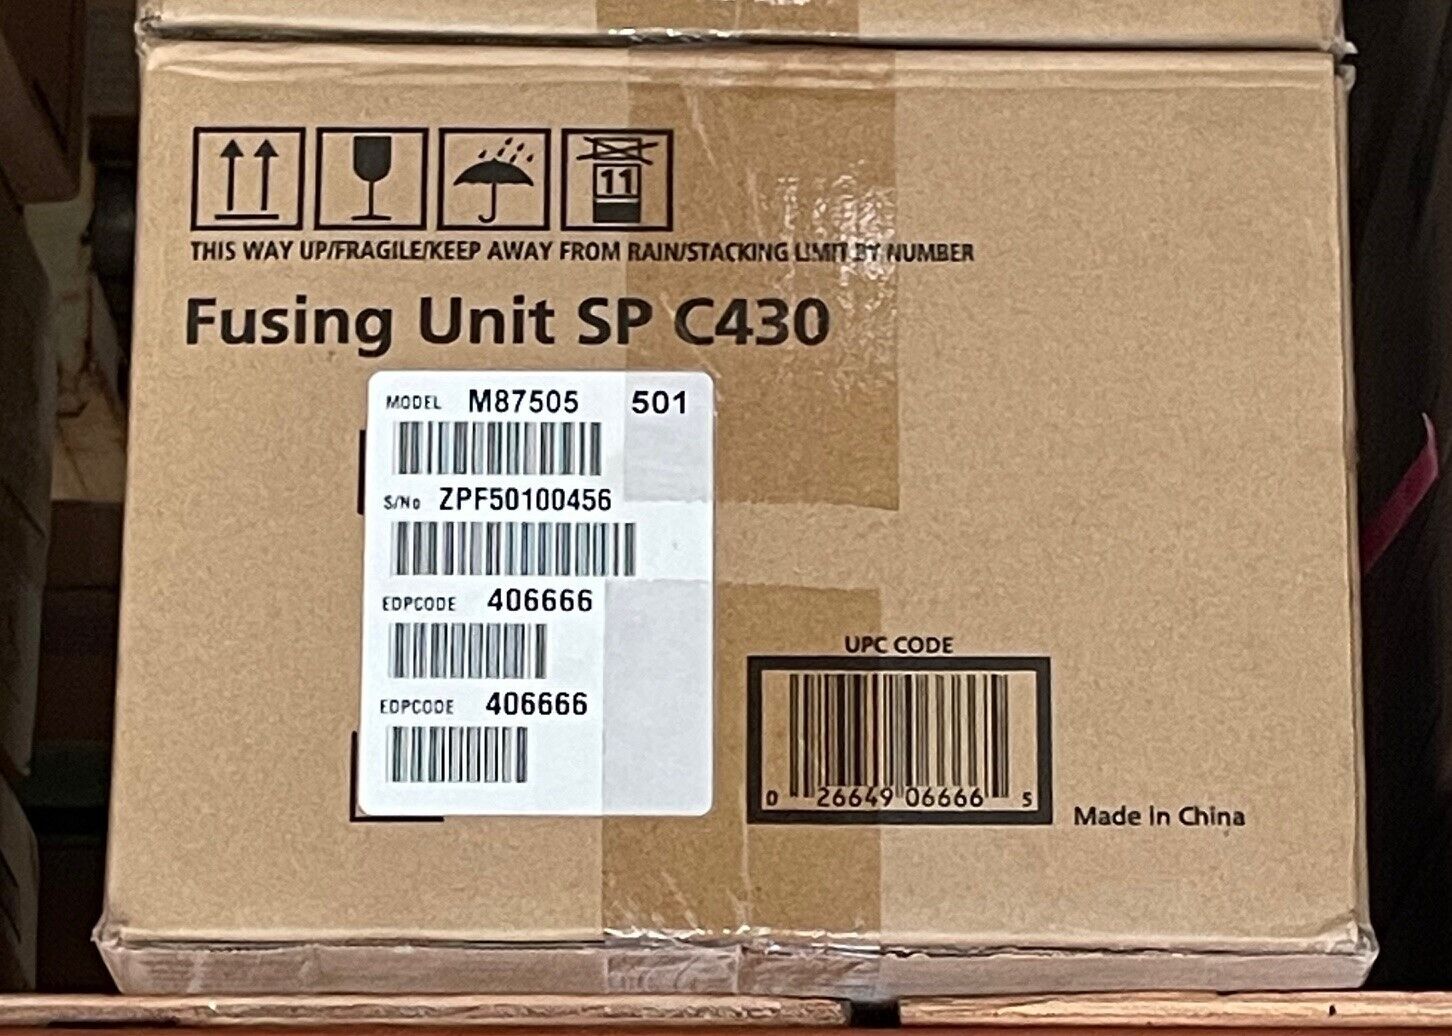 11
THIS WAY UP/FRAGILE/KEEP AWAY FROM RAIN/STACKING LIMIT BY NUMBER
Fusing Unit SP C430
MODEL M87505 501
S/No ZPF50100456
EDPCODE 406666
EDPCODE 406666
UPC CODE
0 26649 06666 5
Made in China